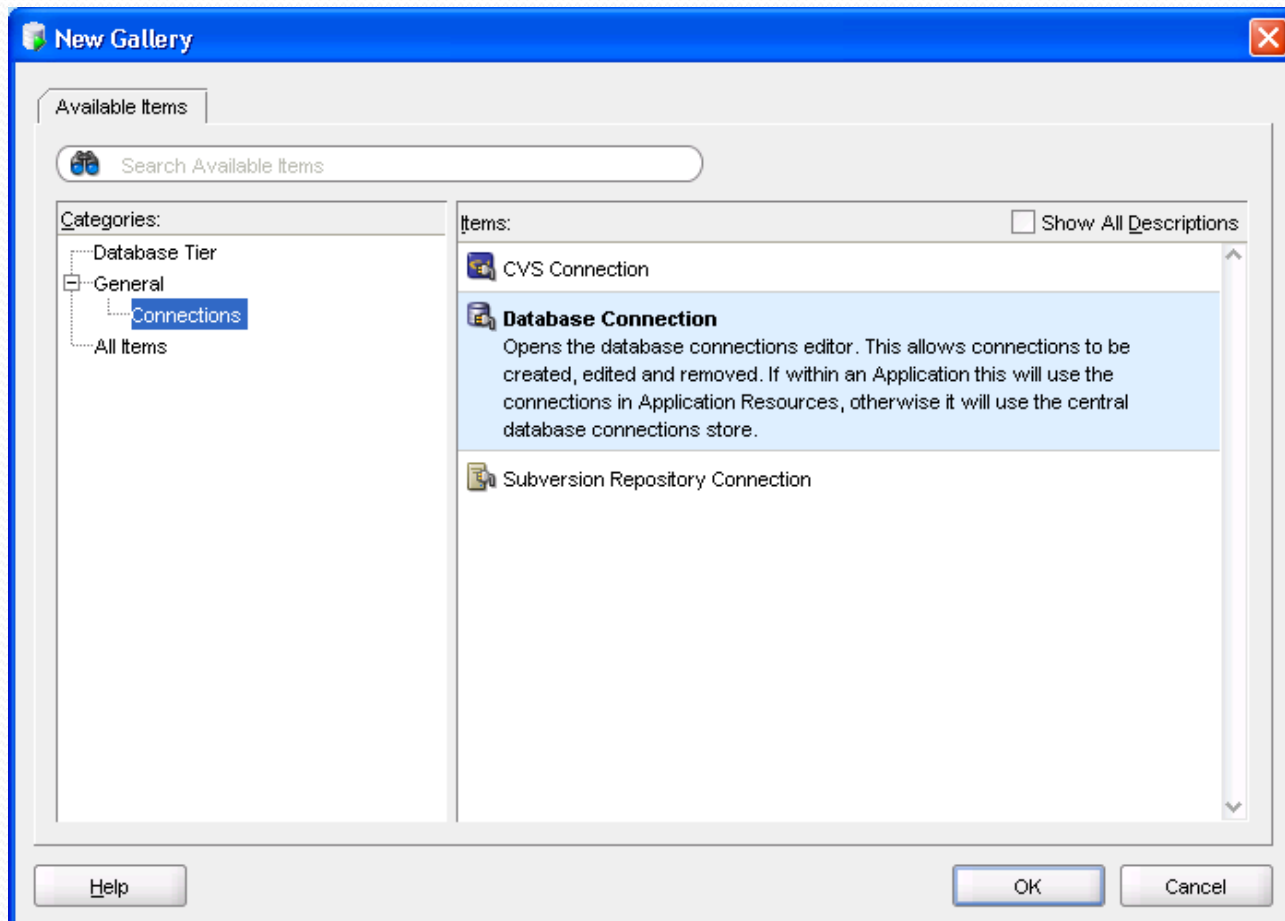 New Gallery
Available Items
Search Available Items
Categories:
Database Tier
General
Connections
All Items
Items:
Show All Descriptions
CVS Connection
Database Connection
Opens the database connections editor. This allows connections to be
created, edited and removed. If within an Application this will use the
connections in Application Resources, otherwise it will use the central
database connections store.
Subversion Repository Connection
Help
OK
Cancel